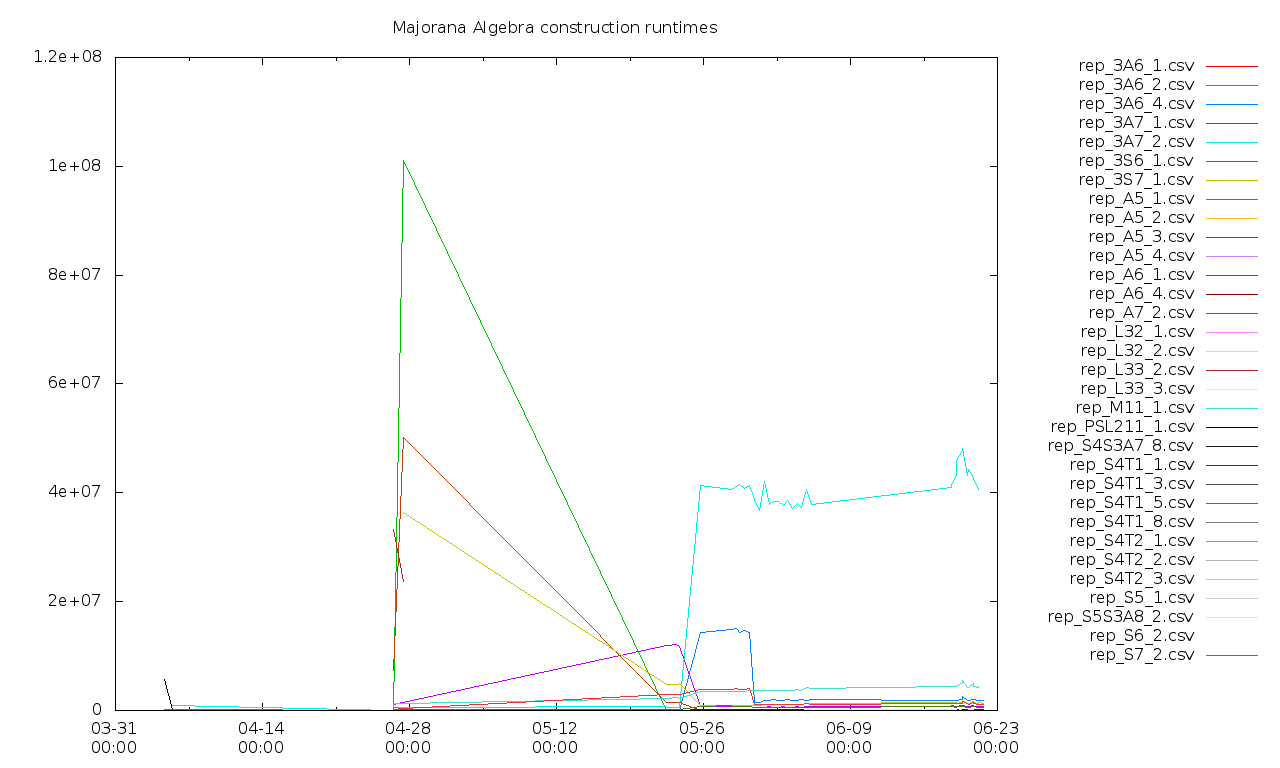 Majorana Algebra construction runtimes
1.2e+08
1e+08
8e+07
6e+07
4e+07
2e+07
0
03-31 04-14 04-28 05-12 05-26 06-09 06-23
00:00 00:00 00:00 00:00 00:00 00:00 00:00
rep_3A6_1.csv
rep_3A6_2.csv
rep_3A6_4.csv
rep_3A7_1.csv
rep_3A7_2.csv
rep_3S6_1.csv
rep_3S7_1.csv
rep_A5_1.csv
rep_A5_2.csv
rep_A5_3.csv
rep_A5_4.csv
rep_A6_1.csv
rep_A6_4.csv
rep_A7_2.csv
rep_L32_1.csv
rep_L32_2.csv
rep_L33_2.csv
rep_L33_3.csv
rep_M11_1.csv
rep_PSL211_1.csv
rep_S4S3A7_8.csv
rep_S4T1_1.csv
rep_S4T1_3.csv
rep_S4T1_5.csv
rep_S4T1_8.csv
rep_S4T2_1.csv
rep_S4T2_2.csv
rep_S4T2_3.csv
rep_S5_1.csv
rep_S5S3A8_2.csv
rep_S6_2.csv
rep_S7_2.csv